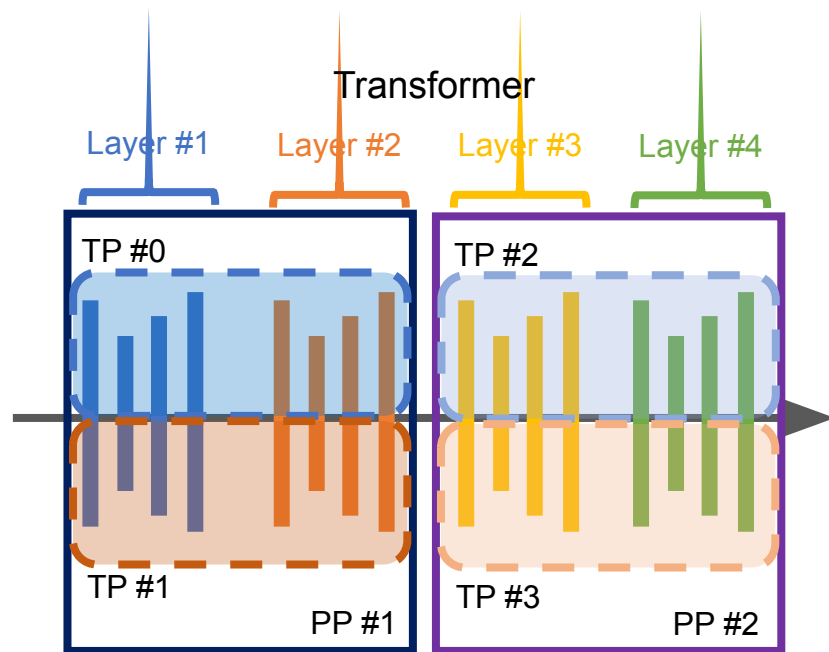 Transformer
Layer #1
Layer #2
Layer #3
Layer #4
TP #0
TP #2
TP #1
TP #3
PP #1
PP #2